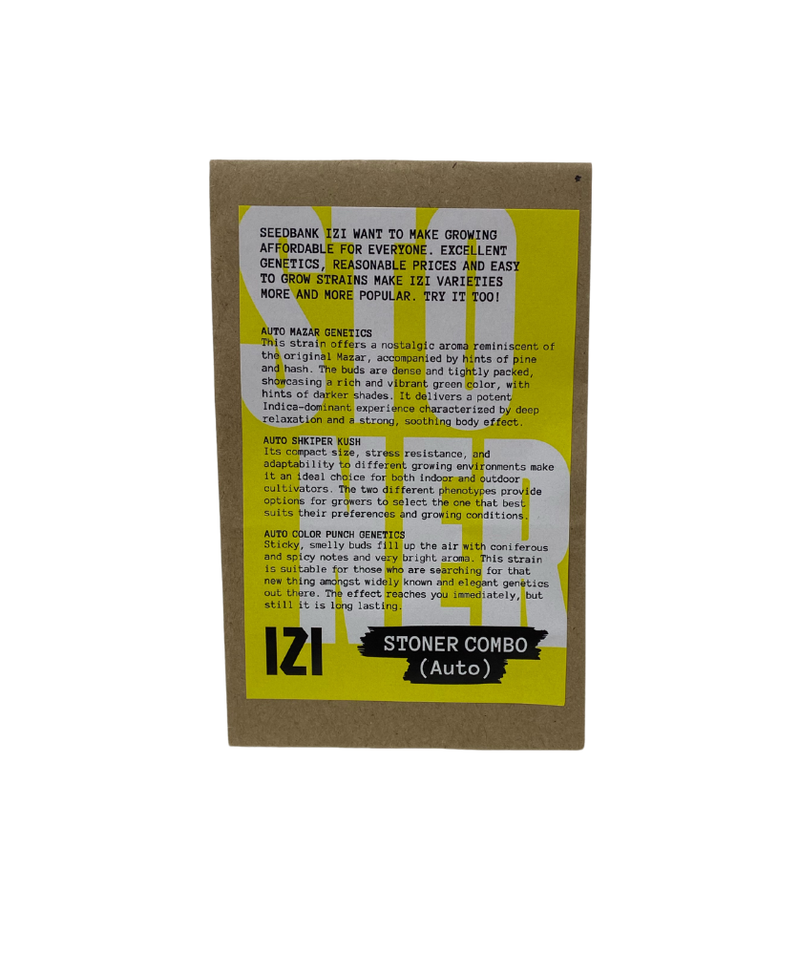 STO
NER
SEEDBANK IZI WANT TO MAKE GROWING
AFFORDABLE FOR EVERYONE. EXCELLENT
GENETICS, REASONABLE PRICES AND EASY
TO GROW STRAINS MAKE IZI VARIETIES
MORE AND MORE POPULAR. TRY IT TOO!
AUTO MAZAR GENETICS
This strain offers a nostalgic aroma reminiscent of
the original Mazar, accompanied by hints of pine
and hash. The buds are dense and tightly packed,
showcasing a rich and vibrant green color, with
hints of darker shades. It delivers a potent
Indica-dominant experience characterized by deep
relaxation and a strong, soothing body effect.
AUTO SHKIPER KUSH
Its compact size, stress resistance, and
adaptability to different growing environments make
it an ideal choice for both indoor and outdoor
cultivators. The two different phenotypes provide
options for growers to select the one that best
suits their preferences and growing conditions.
AUTO COLOR PUNCH GENETICS
Sticky, smelly buds fill up the air with coniferous
and spicy notes and very bright aroma. This strain
is suitable for those who are searching for that
new thing amongst widely known and elegant genetics
out there. The effect reaches you immediately, but
still it is long lasting.
IZI
STONER COMBO
(Auto)